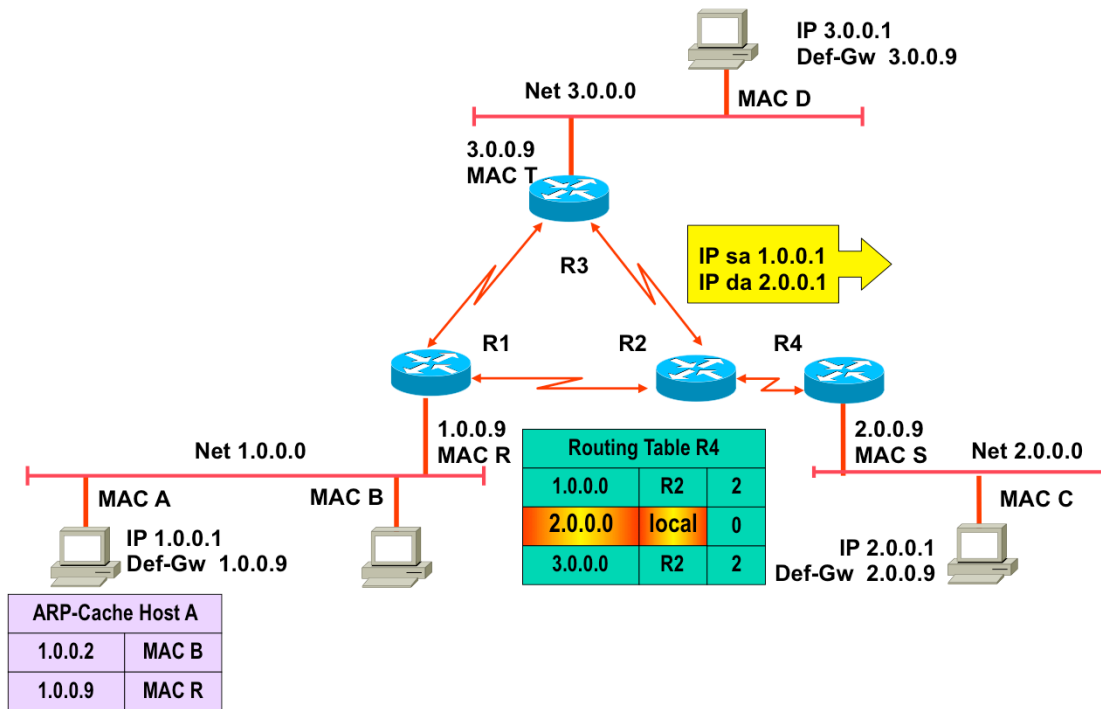 IP 3.0.0.1
Def-Gw 3.0.0.9
Net 3.0.0.0
MAC D
3.0.0.9
MAC T
R3
IP sa 1.0.0.1
IP da 2.0.0.1
R1
R2
R4
1.0.0.9
MAC R
2.0.0.9
MAC S
Net 1.0.0.0
Net 2.0.0.0
MAC A
MAC B
MAC C
Routing Table R4
1.0.0.0 R2 2
2.0.0.0 local 0
3.0.0.0 R2 2
IP 1.0.0.1
Def-Gw 1.0.0.9
IP 2.0.0.1
Def-Gw 2.0.0.9
ARP-Cache Host A
1.0.0.2 MAC B
1.0.0.9 MAC R